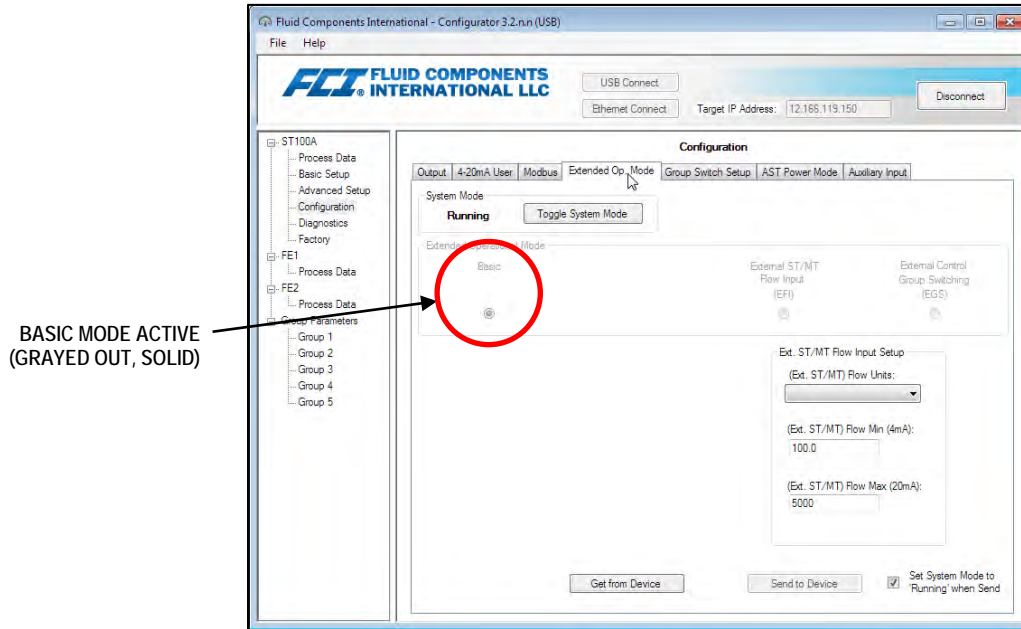 Fluid Components International - Configurator 3.2.n.n (USB)
File Help
FCI® FLUID COMPONENTS
INTERNATIONAL LLC
USB Connect
Ethernet Connect
Target IP Address: 12.166.119.150
Disconnect
ST100A
Process Data
Basic Setup
Advanced Setup
Configuration
Diagnostics
Factory
FE1
Process Data
FE2
Process Data
Group Parameters
Group 1
Group 2
Group 3
Group 4
Group 5
Configuration
Output 4-20mA User Modbus Extended Op. Mode Group Switch Setup AST Power Mode Auxiliary Input
System Mode
Running Toggle System Mode
Extended Operational Mode
Basic
External ST/MT
Flow Input
(EFI)
External Control
Group Switching
(EGS)
BASIC MODE ACTIVE
(GRAYED OUT, SOLID)
Ext. ST/MT Flow Input Setup
(Ext. ST/MT) Flow Units:
(Ext. ST/MT) Flow Min (4mA):
100.0
(Ext. ST/MT) Flow Max (20mA):
5000
Get from Device
Send to Device
Set System Mode to
'Running' when Send